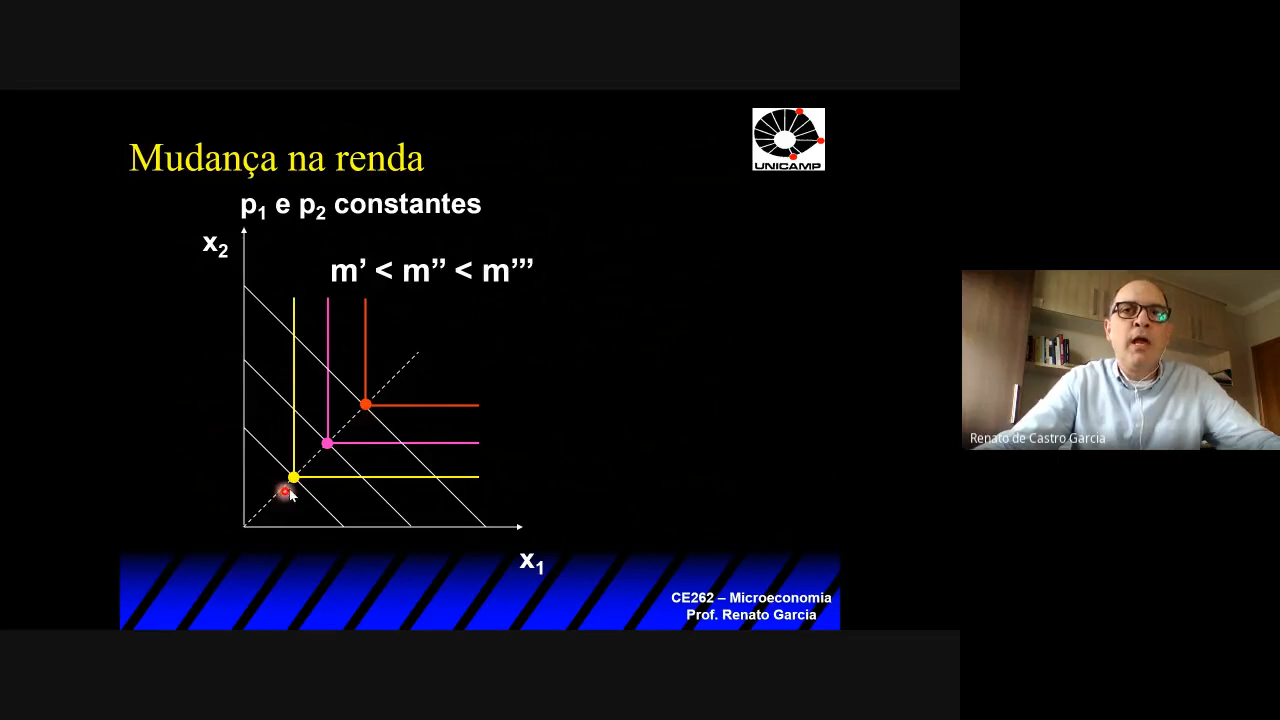 Mudança na renda
UNICAMP
p₁ e p₂ constantes
x₂
m’ < m’’ < m’’’
x₁
CE262 – Microeconomia
Prof. Renato Garcia
Renato de Castro Garcia